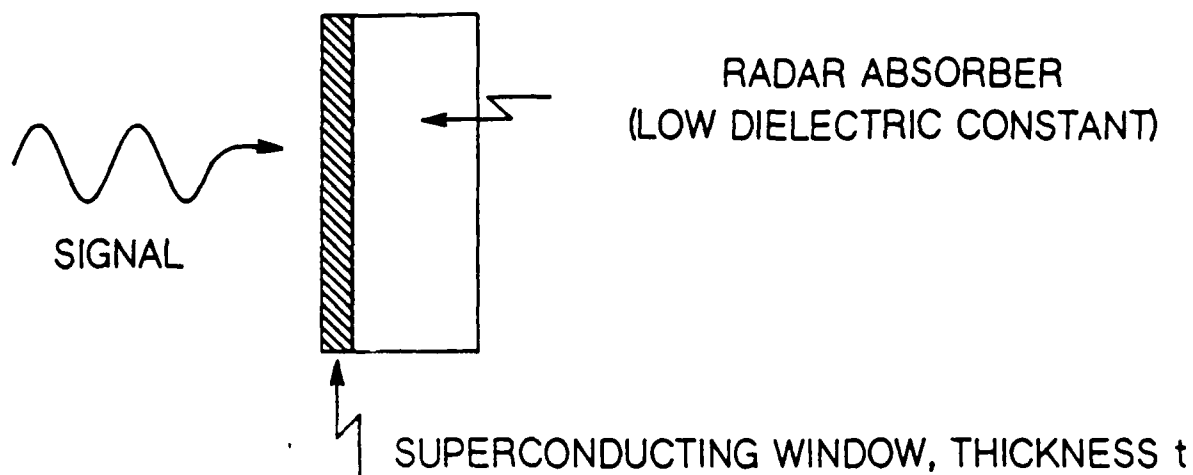 RADAR ABSORBER
(LOW DIELECTRIC CONSTANT)
SIGNAL
SUPERCONDUCTING WINDOW, THICKNESS t